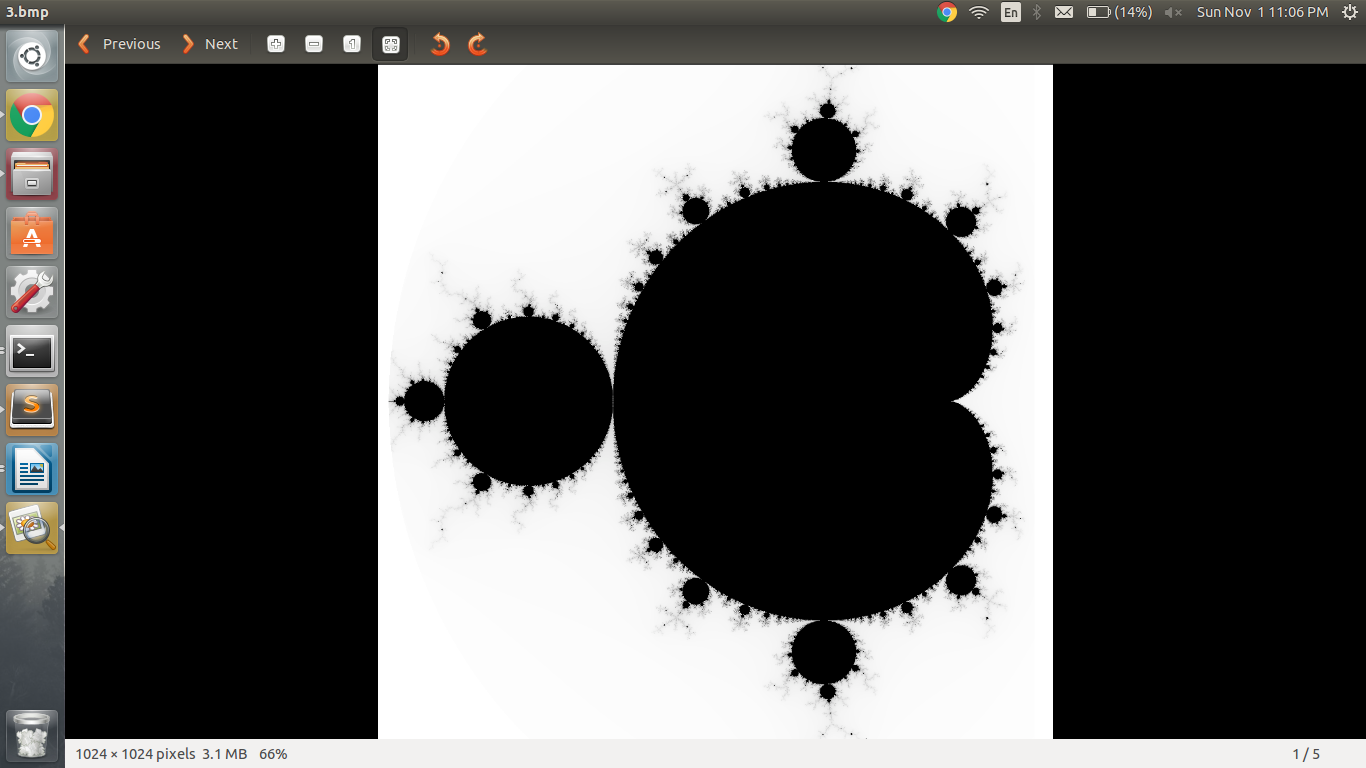 3.bmp
En
(14%)
Sun Nov 1 11:06 PM
Previous
Next
1
>_
A
S
1024 × 1024 pixels 3.1 MB 66%
1 / 5